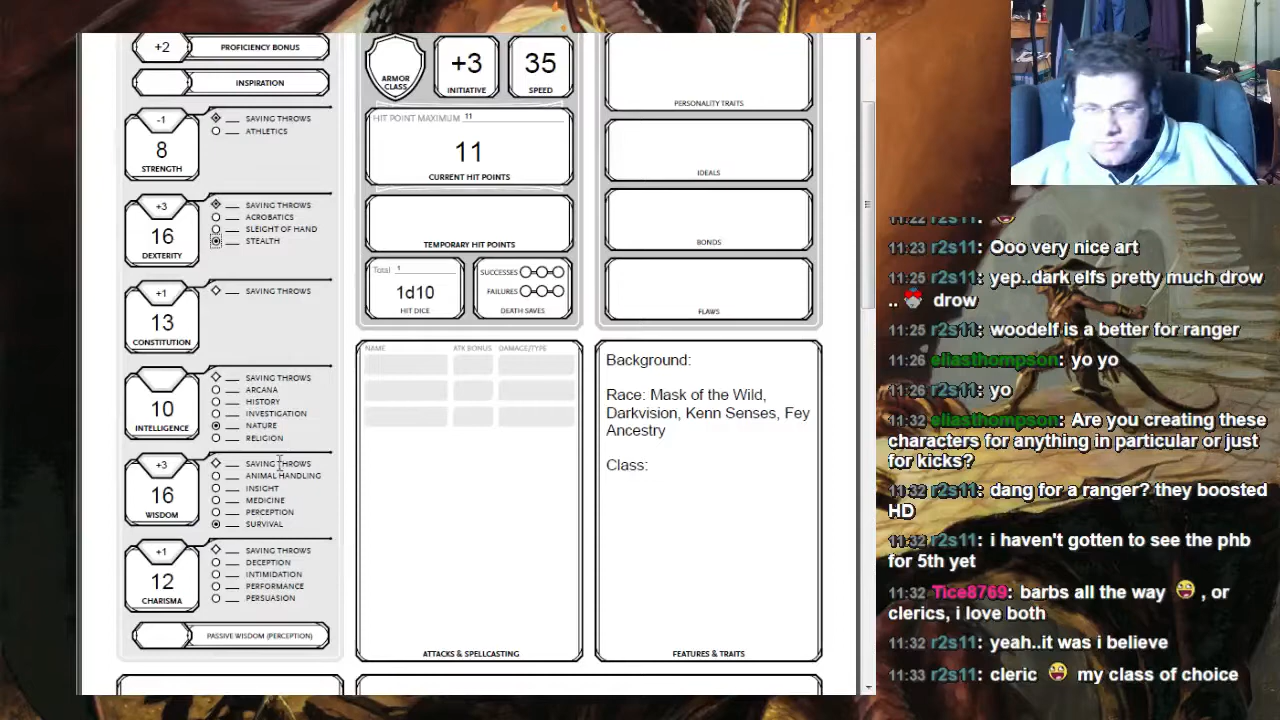 +2
PROFICIENCY BONUS
INSPIRATION
-1
8
STRENGTH
SAVING THROWS
ATHLETICS
+3
16
DEXTERITY
SAVING THROWS
ACROBATICS
SLEIGHT OF HAND
STEALTH
+1
13
CONSTITUTION
SAVING THROWS
10
INTELLIGENCE
SAVING THROWS
ARCANA
HISTORY
INVESTIGATION
NATURE
RELIGION
+3
16
WISDOM
SAVING THROWS
ANIMAL HANDLING
INSIGHT
MEDICINE
PERCEPTION
SURVIVAL
+1
12
CHARISMA
SAVING THROWS
DECEPTION
INTIMIDATION
PERFORMANCE
PERSUASION
PASSIVE WISDOM (PERCEPTION)
ARMOR
CLASS
+3
INITIATIVE
35
SPEED
HIT POINT MAXIMUM 11
11
CURRENT HIT POINTS
TEMPORARY HIT POINTS
Total 1
1d10
HIT DICE
SUCCESSES
FAILURES
DEATH SAVES
NAME ATK BONUS DAMAGE/TYPE
ATTACKS & SPELLCASTING
PERSONALITY TRAITS
IDEALS
BONDS
FLAWS
Background:
Race: Mask of the Wild,
Darkvision, Kenn Senses, Fey
Ancestry
Class:
FEATURES & TRAITS
11:22 r2s11:
11:23 r2s11: Ooo very nice art
11:25 r2s11: yep..dark elfs pretty much drow
.. drow
11:25 r2s11: woodelf is a better for ranger
11:26 eliasthompson: yo yo
11:26 r2s11: yo
11:32 eliasthompson: Are you creating these
characters for anything in particular or just
for kicks?
11:32 r2s11: dang for a ranger? they boosted
HD
11:32 r2s11: i haven't gotten to see the phb
for 5th yet
11:32 Tice8769: barbs all the way , or
clerics, i love both
11:32 r2s11: yeah..it was i believe
11:33 r2s11: cleric my class of choice